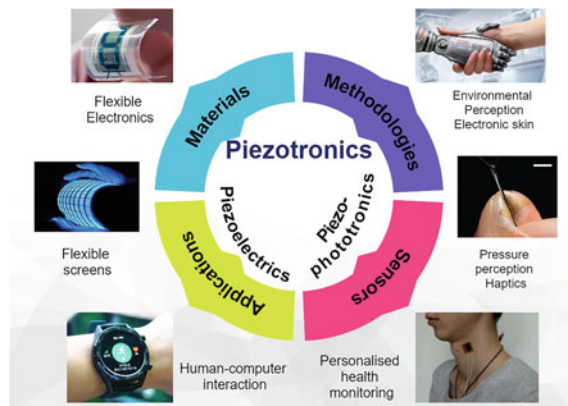 Flexible
Electronics
Materials
Methodologies
Environmental
Perception
Electronic skin
Piezotronics
Piezoelectrics
Piezo-
phototronics
Flexible
screens
Applications
Sensors
Pressure
perception
Haptics
Human-computer
interaction
Personalised
health
monitoring